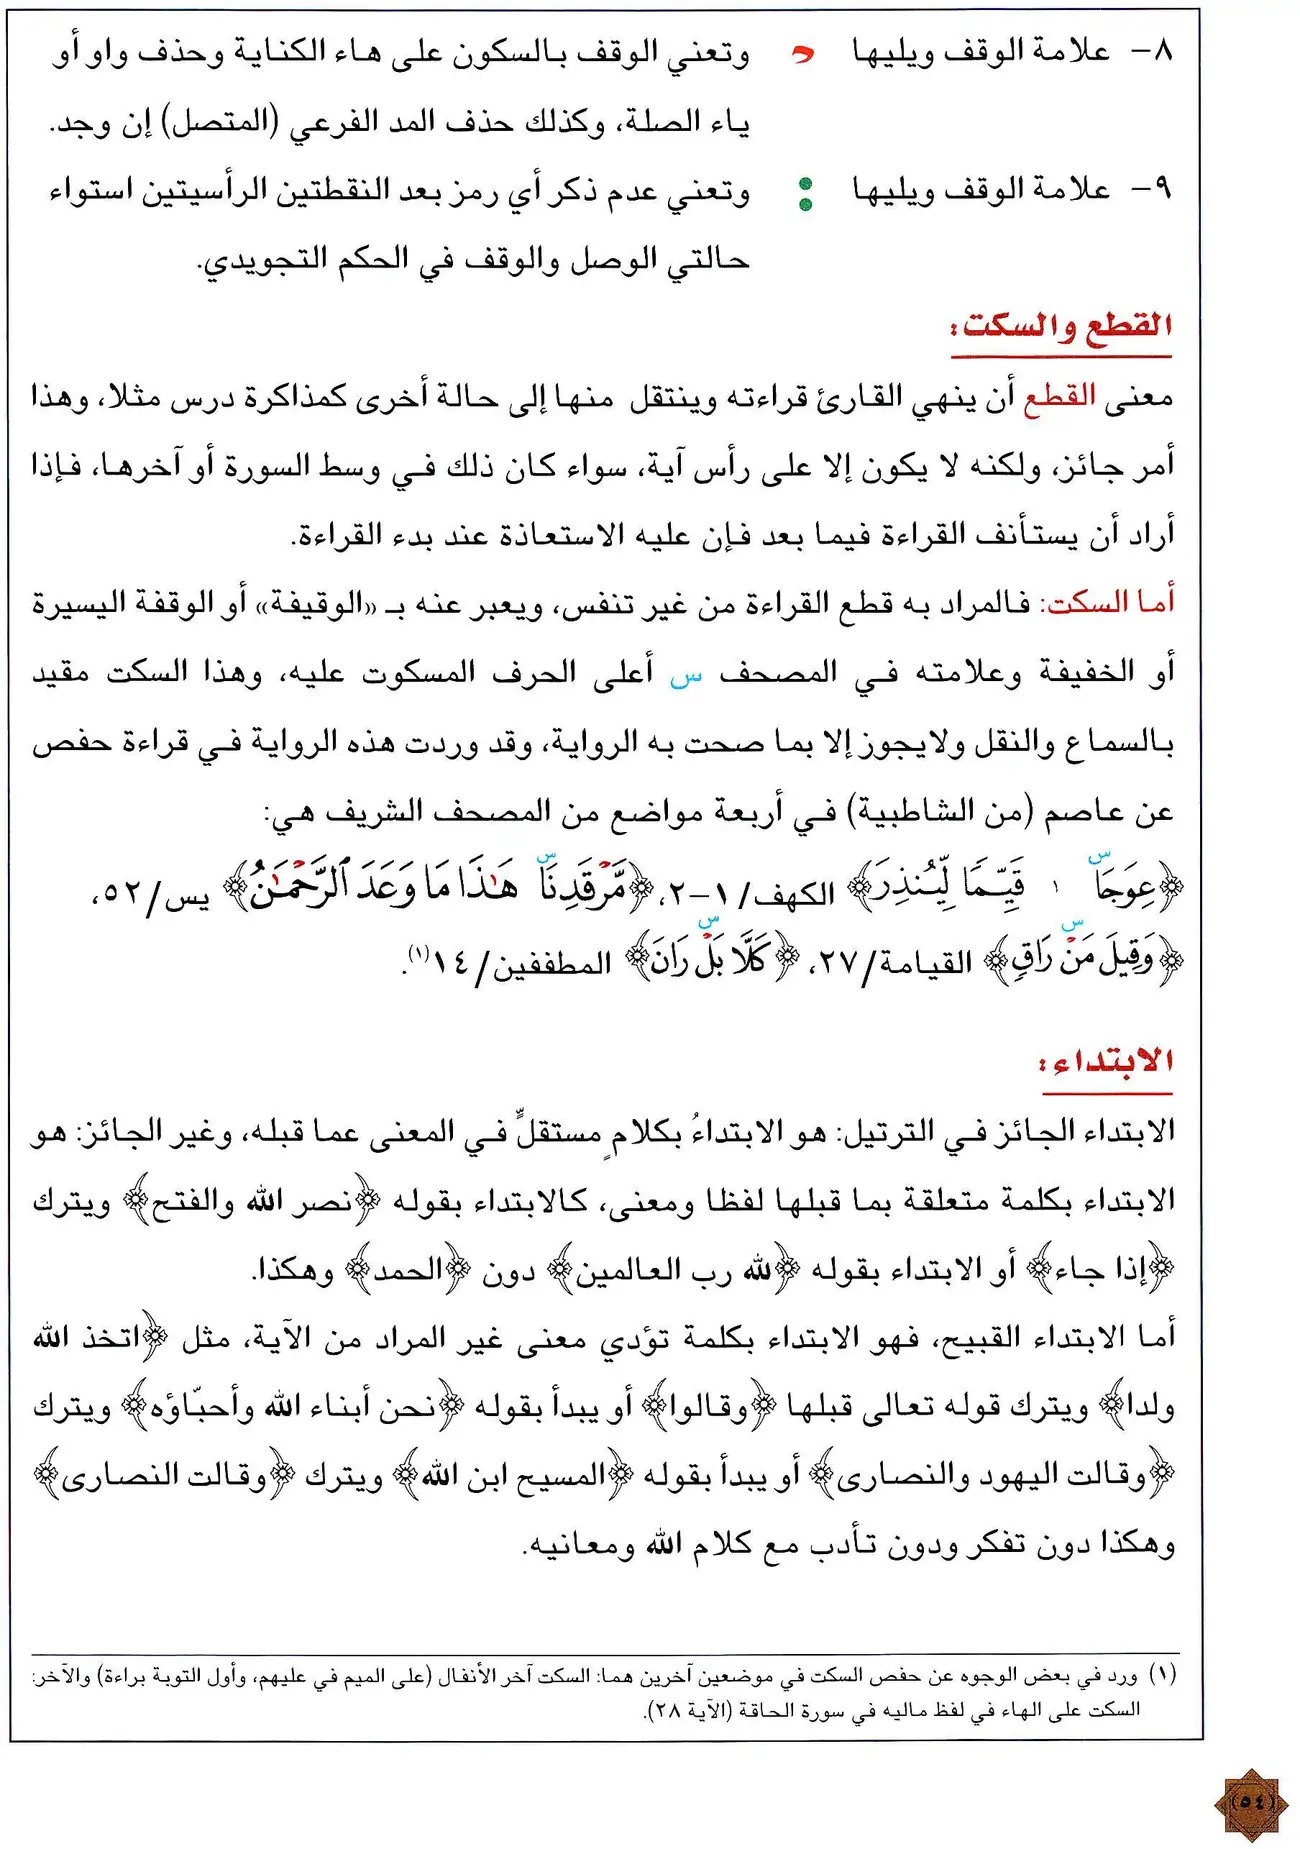 ٨- علامة الوقف ويليها وتعني الوقف بالسكون على هاء الكناية وحذف واو أو
ياء الصلة، وكذلك حذف المد الفرعي (المتصل) إن وجد.
٩- علامة الوقف ويليها : وتعني عدم ذكر أي رمز بعد النقطتين الرأسيتين استواء
حالتي الوصل والوقف في الحكم التجويدي.
القطع والسكت:
معنى القطع أن ينهي القارئ قراءته وينتقل منها إلى حالة أخرى كمذاكرة درس مثلا، وهذا
أمر جائز، ولكنه لا يكون إلا على رأس آية، سواء كان ذلك في وسط السورة أو آخرها، فإذا
أراد أن يستأنف القراءة فيما بعد فإن عليه الاستعاذة عند بدء القراءة.
أما السكت: فالمراد به قطع القراءة من غير تنفس، ويعبر عنه بـ «الوقيفة» أو الوقفة اليسيرة
أو الخفيفة وعلامته في المصحف س أعلى الحرف المسكوت عليه، وهذا السكت مقيد
بالسماع والنقل ولايجوز إلا بما صحت به الرواية، وقد وردت هذه الرواية في قراءة حفص
عن عاصم (من الشاطبية) في أربعة مواضع من المصحف الشريف هي:
﴿عِوَجَاۜ ١ قَيِّمًا لِّيُنذِرَ﴾ الكهف/١-٢، ﴿مَّرْقَدِنَاۜ هَٰذَا مَا وَعَدَ ٱلرَّحْمَٰنُ﴾ يس/٥٢،
﴿وَقِيلَ مَنْۜ رَاقٍ﴾ القيامة/٢٧، ﴿كَلَّا بَلْۜ رَانَ﴾ المطففين/١٤(١).
الابتداء:
الابتداء الجائز في الترتيل: هو الابتداءُ بكلامٍ مستقلٍّ في المعنى عما قبله، وغير الجائز: هو
الابتداء بكلمة متعلقة بما قبلها لفظا ومعنى، كالابتداء بقوله ﴿نصر الله والفتح﴾ ويترك
﴿إذا جاء﴾ أو الابتداء بقوله ﴿لله رب العالمين﴾ دون ﴿الحمد﴾ وهكذا.
أما الابتداء القبيح، فهو الابتداء بكلمة تؤدي معنى غير المراد من الآية، مثل ﴿اتخذ الله
ولدا﴾ ويترك قوله تعالى قبلها ﴿وقالوا﴾ أو يبدأ بقوله ﴿نحن أبناء الله وأحبّاؤه﴾ ويترك
﴿وقالت اليهود والنصارى﴾ أو يبدأ بقوله ﴿المسيح ابن الله﴾ ويترك ﴿وقالت النصارى﴾
وهكذا دون تفكر ودون تأدب مع كلام الله ومعانيه.
(١) ورد في بعض الوجوه عن حفص السكت في موضعين آخرين هما: السكت آخر الأنفال (على الميم في عليهم، وأول التوبة براءة) والآخر:
السكت على الهاء في لفظ ماليه في سورة الحاقة (الآية ٢٨).
(٥٤)